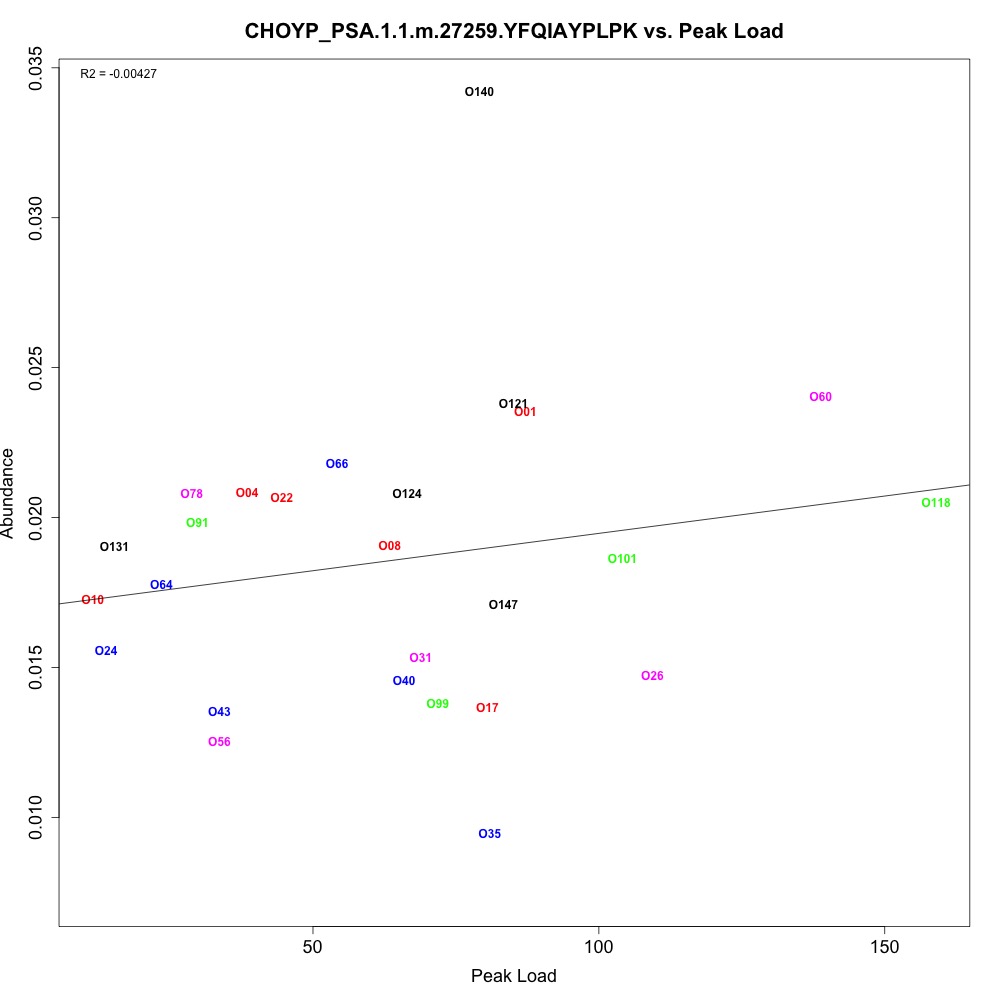 CHOYP_PSA.1.1.m.27259.YFQIAYPLPK vs. Peak Load
R2 = -0.00427
0.035
O140
0.030
0.025
O60
O121
O01
O66
O78
O04
O22
O124
O118
0.020
O91
O131
O08
O101
O64
O10
O147
O24
O31
0.015
O26
O40
O99
O17
O43
O56
0.010
O35
Abundance
50
100
150
Peak Load